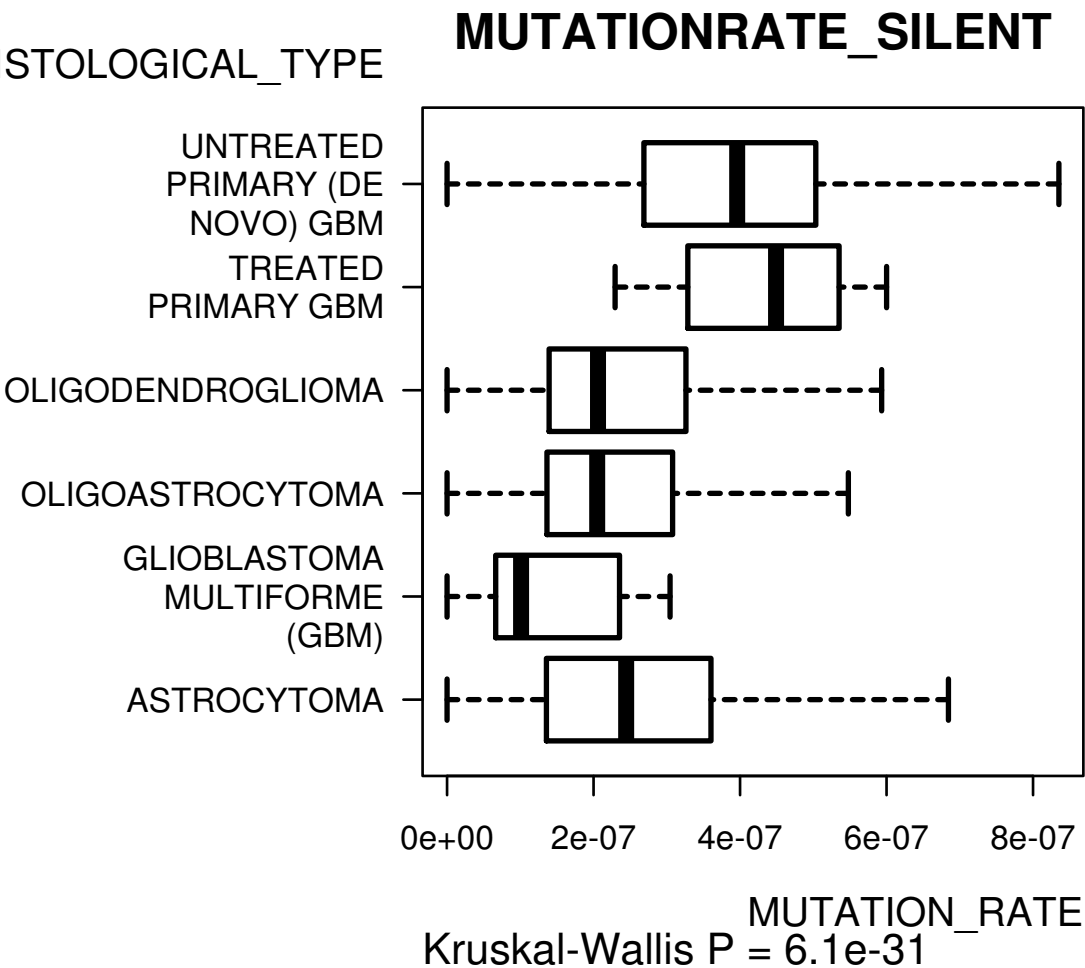 MUTATIONRATE_SILENT
STOLOGICAL_TYPE
UNTREATED
PRIMARY (DE
NOVO) GBM
TREATED
PRIMARY GBM
OLIGODENDROGLIOMA
OLIGOASTROCYTOMA
GLIOBLASTOMA
MULTIFORME
(GBM)
ASTROCYTOMA
0e+00 2e-07 4e-07 6e-07 8e-07
MUTATION_RATE
Kruskal-Wallis P = 6.1e-31